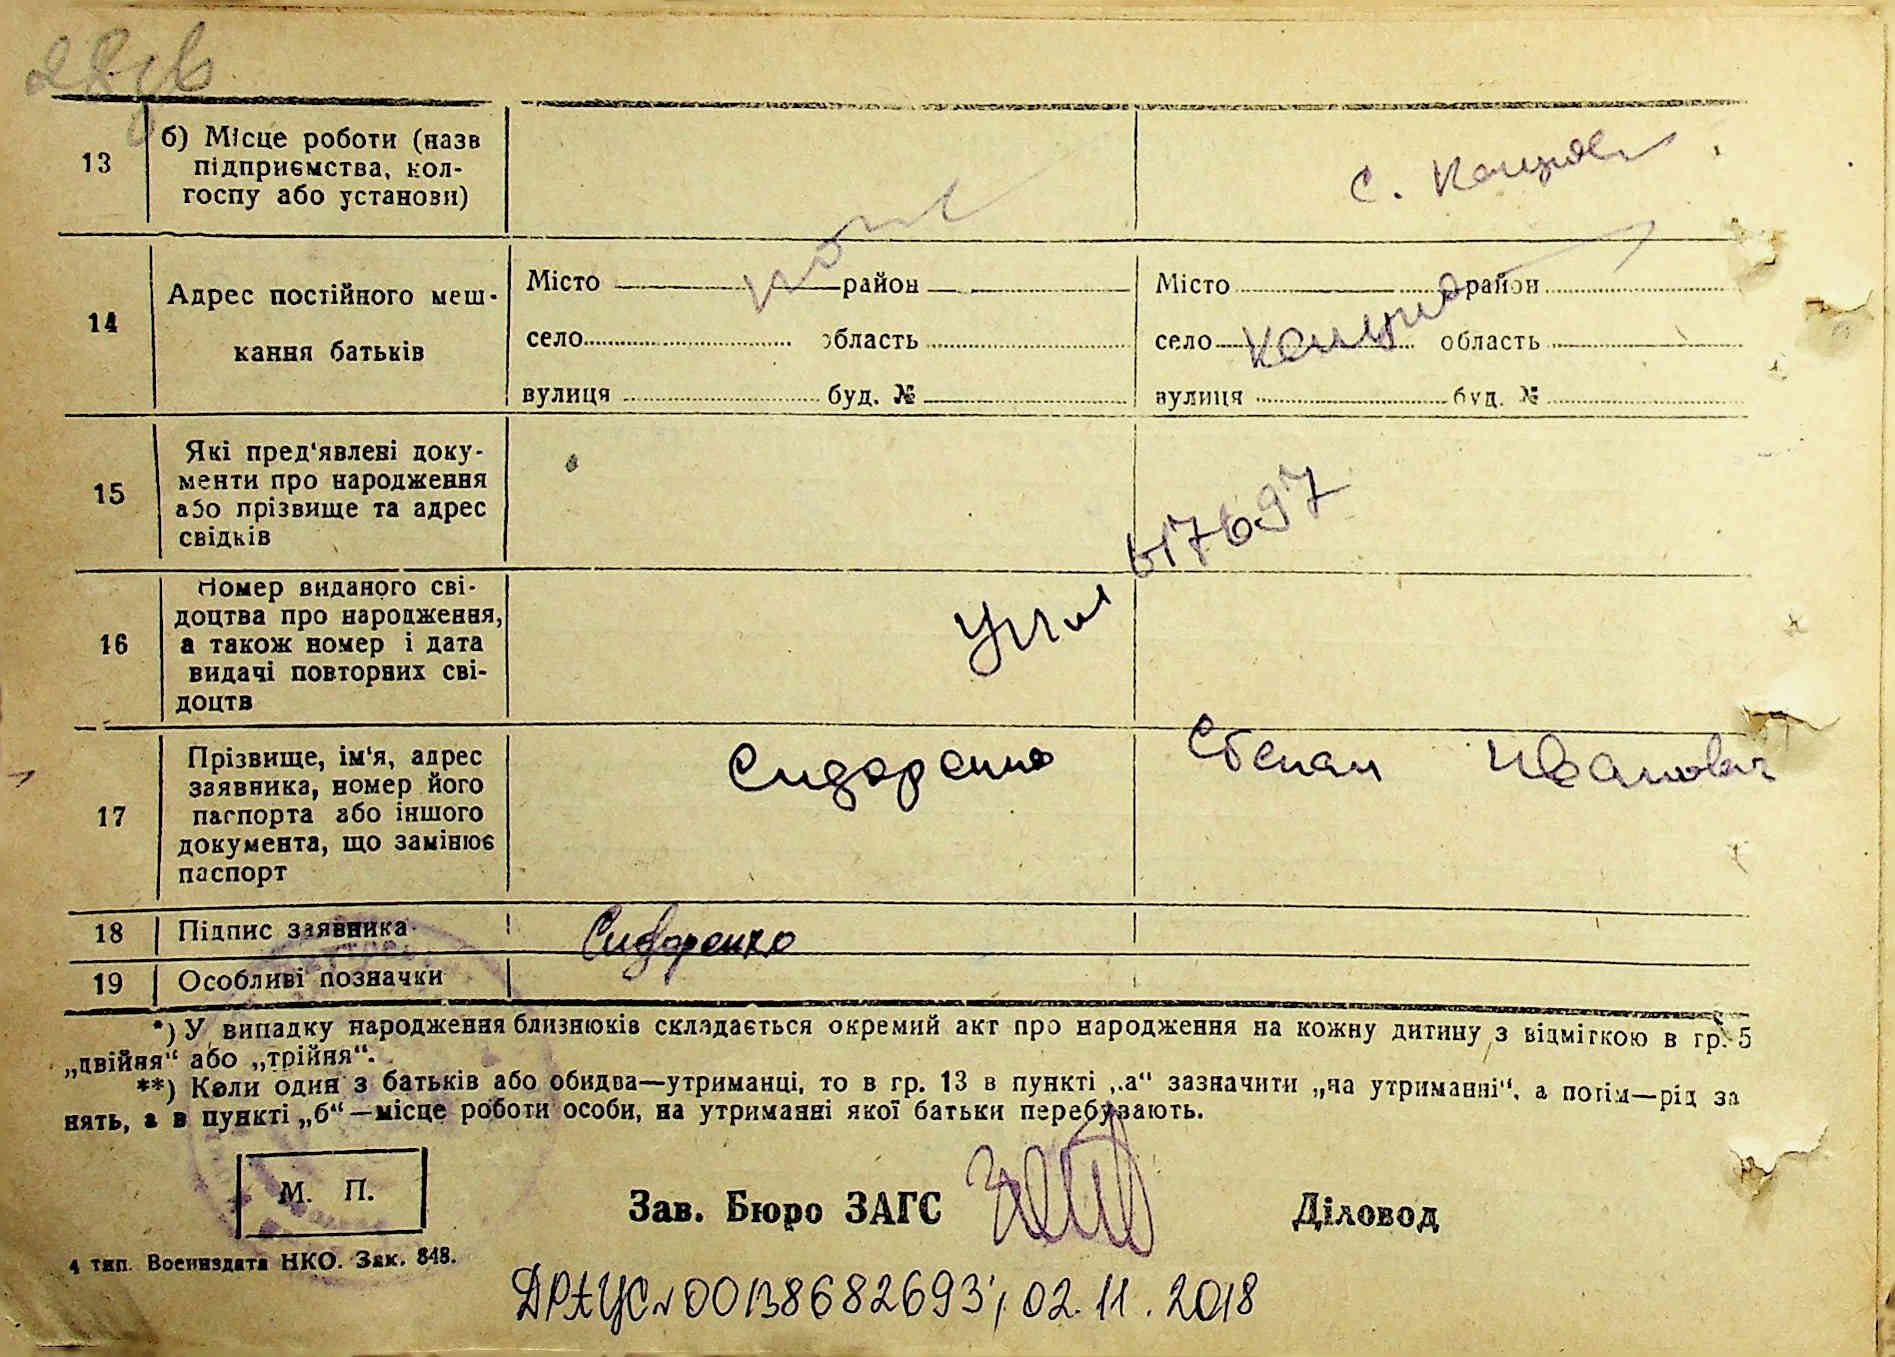 28зв
13
б) Місце роботи (назв
підприємства, кол-
госпу або установи)
с.
14
Адрес постійного меш-
кання батьків
Місто район
село область
вулиця буд. №
Місто район
село область
вулиця буд. №
15
Які пред'явлені доку-
менти про народження
або прізвище та адрес
свідків
16
Номер виданого сві-
доцтва про народження,
а також номер і дата
видачі повторних сві-
доцтв
617697
17
Прізвище, ім'я, адрес
заявника, номер його
паспорта або іншого
документа, що замінює
паспорт
Сидоренко Степан Иванович
18 Підпис заявника Сидоренко
19 Особливі позначки
*) У випадку народження близнюків складається окремий акт про народження на кожну дитину з відміткою в гр. 5
„двійня“ або „трійня“.
**) Коли один з батьків або обидва—утриманці, то в гр. 13 в пункті „а“ зазначити „на утриманні“, а потім—рід за
нять, а в пункті „б“—місце роботи особи, на утриманні якої батьки перебувають.
М. П.
Зав. Бюро ЗАГС
Діловод
4 тип. Воениздата НКО. Зак. 848.
ДРАЦС № 00138682693; 02.11.2018